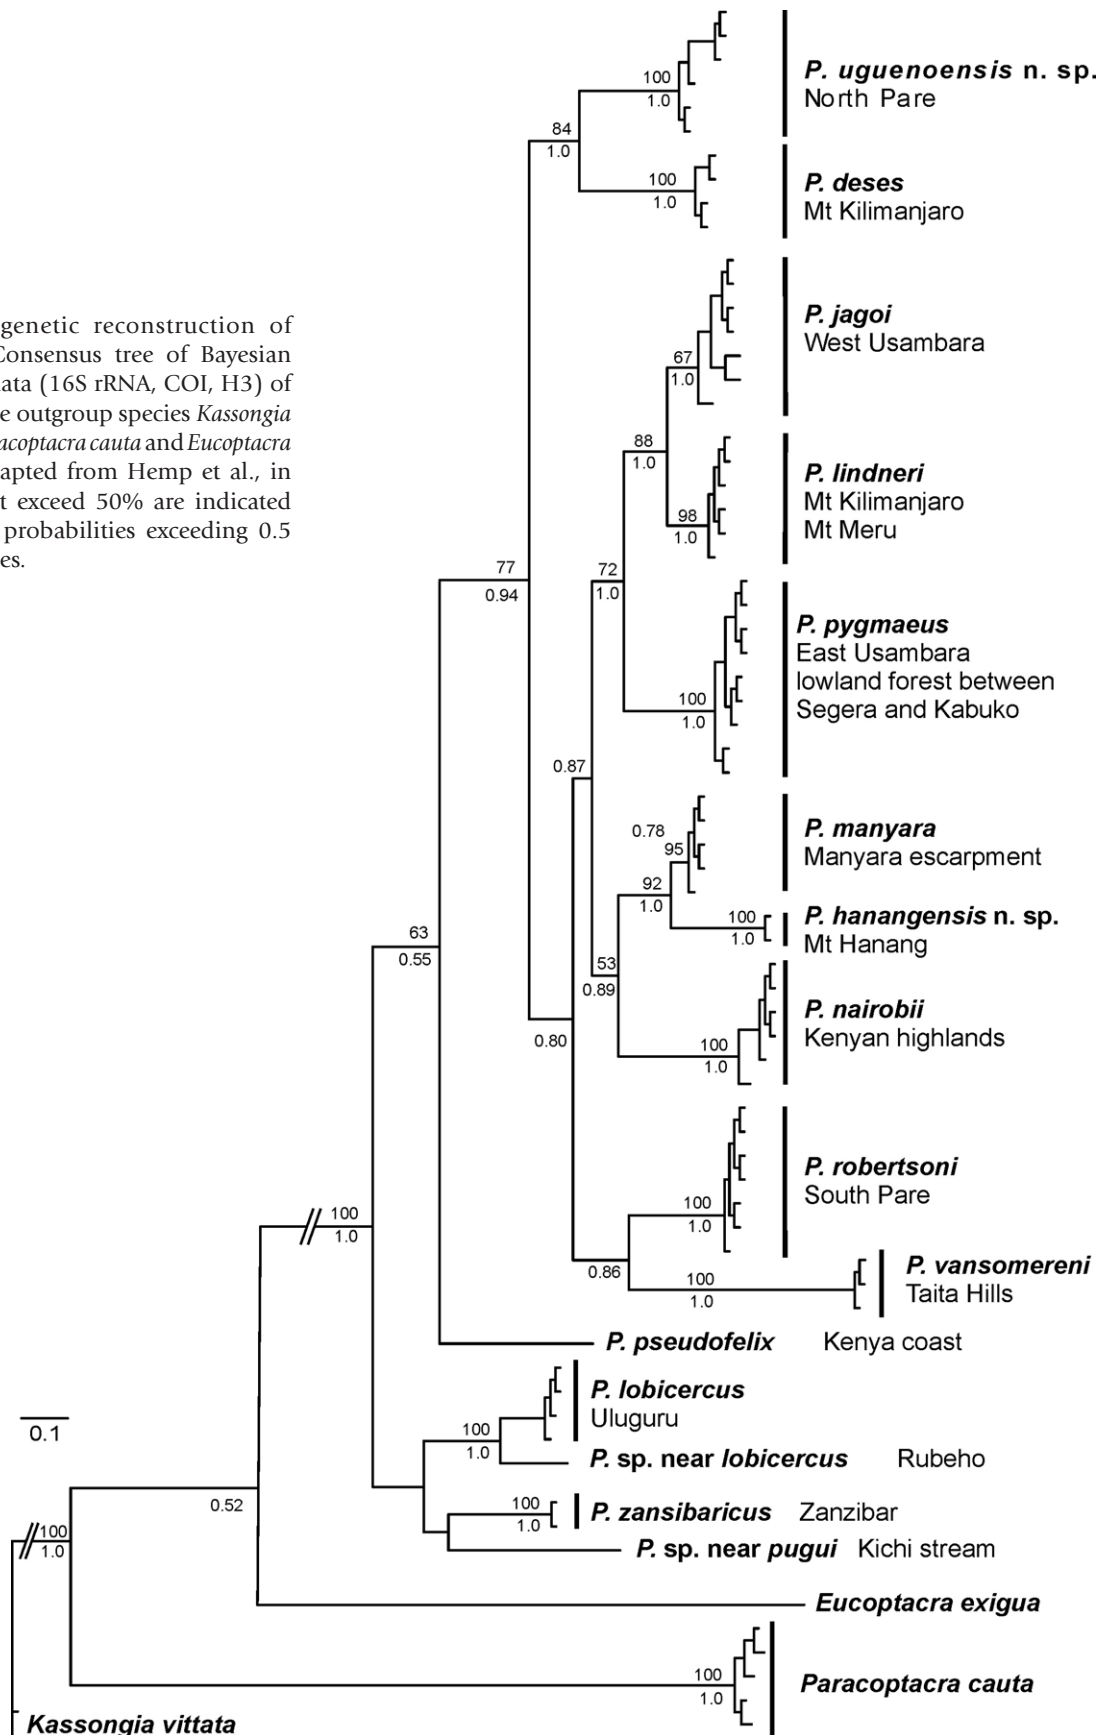 genetic reconstruction of
Consensus tree of Bayesian
ata (16S rRNA, COI, H3) of
e outgroup species Kassongia
acoptacra cauta and Eucoptacra
apted from Hemp et al., in
t exceed 50% are indicated
probabilities exceeding 0.5
es.
100
1.0
P. uguenoensis n. sp.
North Pare
84
1.0
100
1.0
P. deses
Mt Kilimanjaro
P. jagoi
West Usambara
67
1.0
88
1.0
P. lindneri
Mt Kilimanjaro
Mt Meru
98
1.0
77
0.94
72
1.0
P. pygmaeus
East Usambara
lowland forest between
Segera and Kabuko
100
1.0
0.87
0.78
95
P. manyara
Manyara escarpment
92
1.0
100
1.0
P. hanangensis n. sp.
Mt Hanang
63
0.55
53
0.89
P. nairobii
Kenyan highlands
100
1.0
0.80
P. robertsoni
South Pare
100
1.0
100
1.0
0.86
100
1.0
P. vansomereni
Taita Hills
P. pseudofelix Kenya coast
P. lobicercus
Uluguru
0.1
100
1.0
P. sp. near lobicercus Rubeho
0.52
100
1.0
P. zansibaricus Zanzibar
100
1.0
P. sp. near pugui Kichi stream
Eucoptacra exigua
100
1.0
Paracoptacra cauta
Kassongia vittata